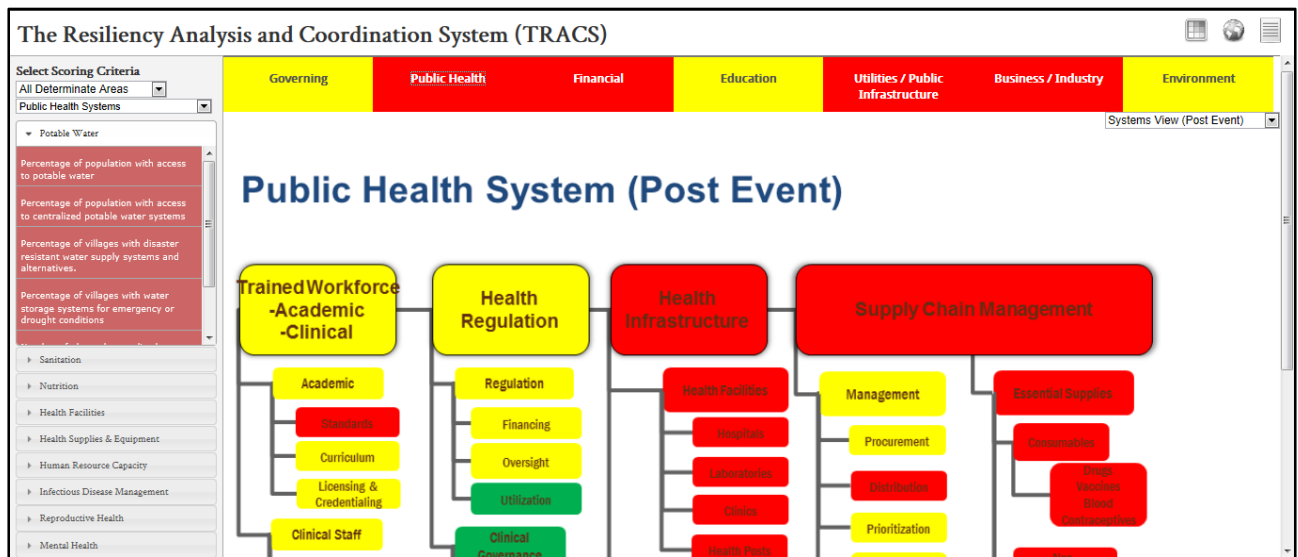 The Resiliency Analysis and Coordination System (TRACS)
Select Scoring Criteria
All Determinate Areas
Public Health Systems
Potable Water
Percentage of population with access
to potable water
Percentage of population with access
to centralized potable water systems
Percentage of villages with disaster
resistant water supply systems and
alternatives.
Percentage of villages with water
storage systems for emergency or
drought conditions
Sanitation
Nutrition
Health Facilities
Health Supplies & Equipment
Human Resource Capacity
Infectious Disease Management
Reproductive Health
Mental Health
Governing
Public Health
Financial
Education
Utilities / Public
Infrastructure
Business / Industry
Environment
Systems View (Post Event)
Public Health System (Post Event)
Trained Workforce
-Academic
-Clinical
Health
Regulation
Health
Infrastructure
Supply Chain Management
Academic
Standards
Curriculum
Licensing &
Credentialing
Clinical Staff
Regulation
Financing
Oversight
Utilization
Clinical
Governance
Health Facilities
Hospitals
Laboratories
Clinics
Health Posts
Management
Procurement
Distribution
Prioritization
Essential Supplies
Consumables
Drugs
Vaccines
Blood
Contraceptives